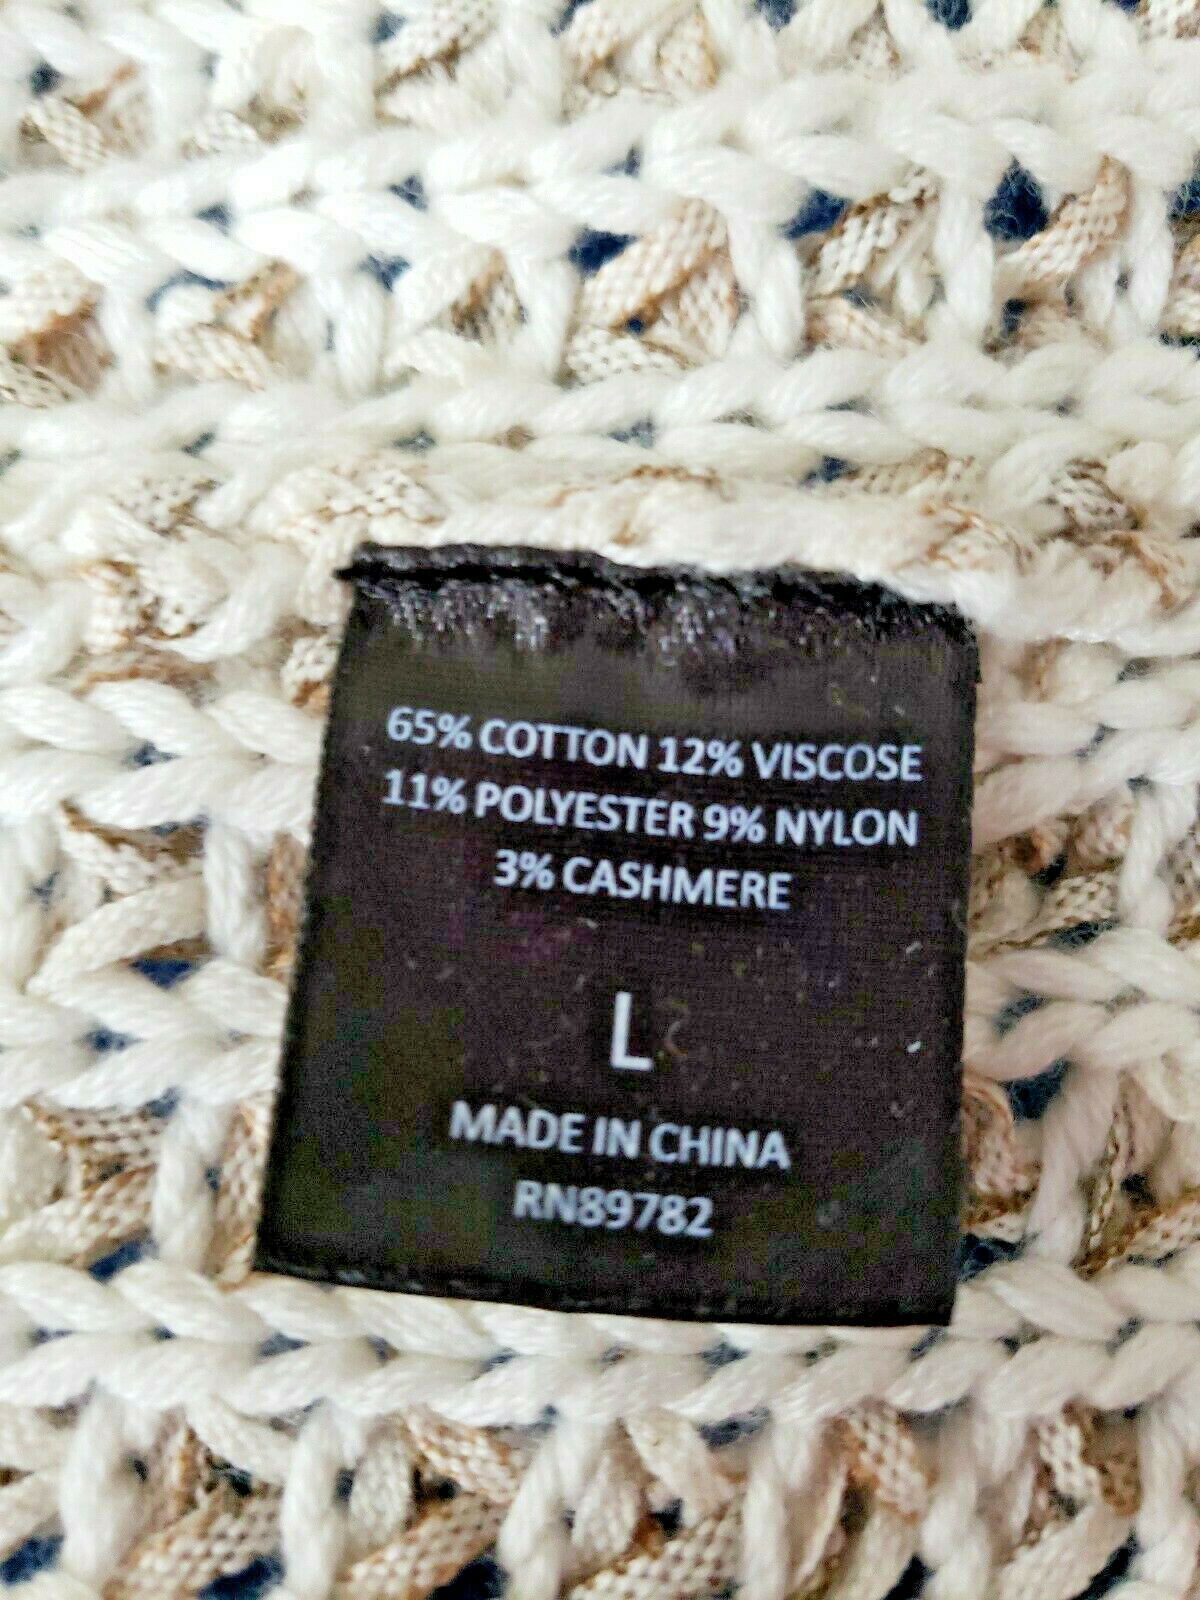 65% COTTON 12% VISCOSE
11% POLYESTER 9% NYLON
3% CASHMERE
L
MADE IN CHINA
RN89782